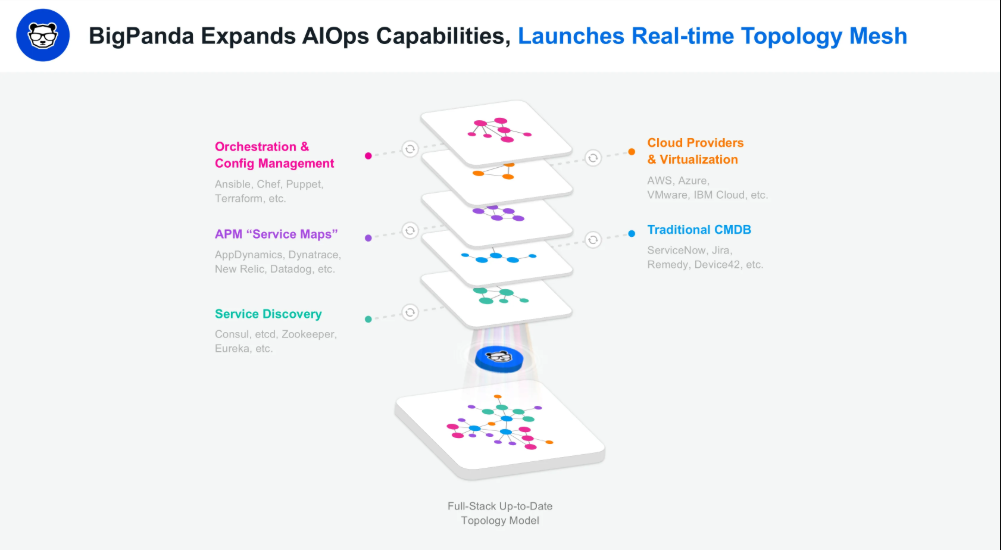 BigPanda Expands AIOps Capabilities, Launches Real-time Topology Mesh
Orchestration &
Config Management
Ansible, Chef, Puppet,
Terraform, etc.
Cloud Providers
& Virtualization
AWS, Azure,
VMware, IBM Cloud, etc.
APM “Service Maps”
AppDynamics, Dynatrace,
New Relic, Datadog, etc.
Traditional CMDB
ServiceNow, Jira,
Remedy, Device42, etc.
Service Discovery
Consul, etcd, Zookeeper,
Eureka, etc.
Full-Stack Up-to-Date
Topology Model